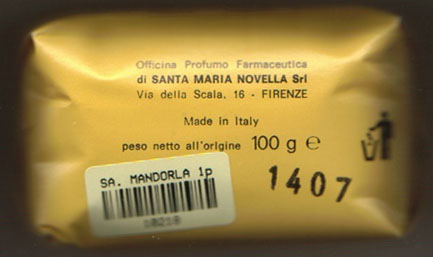 Officina Profumo Farmaceutica
di SANTA MARIA NOVELLA Srl
Via della Scala, 16 - FIRENZE
Made in Italy
peso netto all'origine 100 g ℮
SA. MANDORLA 1p
10218
1407